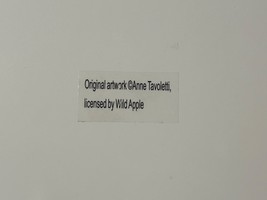 Original artwork ©Anne Tavoletti,
licensed by Wild Apple